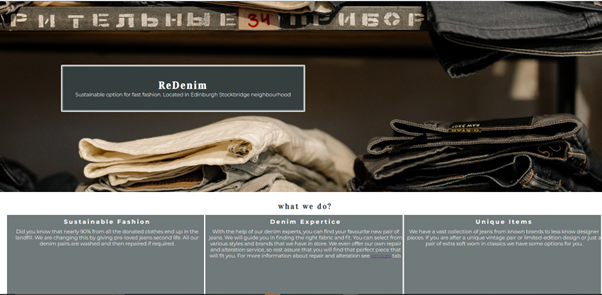 РИТЕЛЬНЫЕ 34 ШИБОР
ReDenim
Sustainable option for fast fashion. Located in Edinburgh Stockbridge neighbourhood
what we do?
Sustainable Fashion
Did you know that nearly 90% from all the donated clothes end up in the
landfill. We are changing this by giving pre-loved jeans second life. All our
denim pairs are washed and then repaired if required.
Denim Expertice
With the help of our denim experts, you can find your favourite new pair of
jeans. We will guide you in finding the right fabric and fit. You can select from
various styles and brands that we have in store. We even offer our own repair
and alteration service, so rest assured that you will find that perfect piece that
will fit you. For more information about repair and alteration are services tab.
Unique Items
We have a vast collection of jeans from known brands to less know designer
pieces. If you are after a unique vintage pair or limited-edition design or just a
pair of extra soft worn in classics we have some options for you.